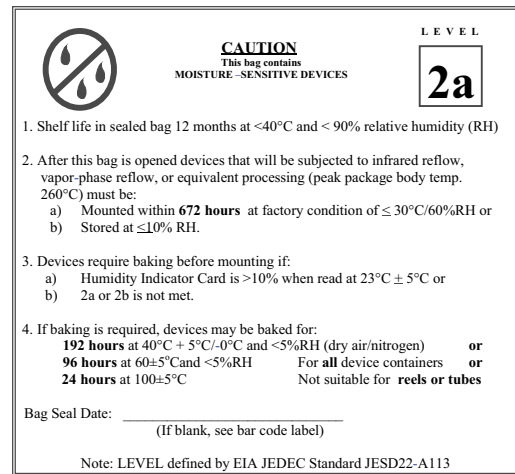 LEVEL
CAUTION
This bag contains
MOISTURE –SENSITIVE DEVICES
2a
1. Shelf life in sealed bag 12 months at <40°C and < 90% relative humidity (RH)
2. After this bag is opened devices that will be subjected to infrared reflow,
vapor-phase reflow, or equivalent processing (peak package body temp.
260°C) must be:
a) Mounted within 672 hours at factory condition of ≤ 30°C/60%RH or
b) Stored at ≤10% RH.
3. Devices require baking before mounting if:
a) Humidity Indicator Card is >10% when read at 23°C ± 5°C or
b) 2a or 2b is not met.
4. If baking is required, devices may be baked for:
192 hours at 40°C + 5°C/-0°C and <5%RH (dry air/nitrogen) or
96 hours at 60±5°Cand <5%RH For all device containers or
24 hours at 100±5°C Not suitable for reels or tubes
Bag Seal Date: ____________________________
(If blank, see bar code label)
Note: LEVEL defined by EIA JEDEC Standard JESD22-A113